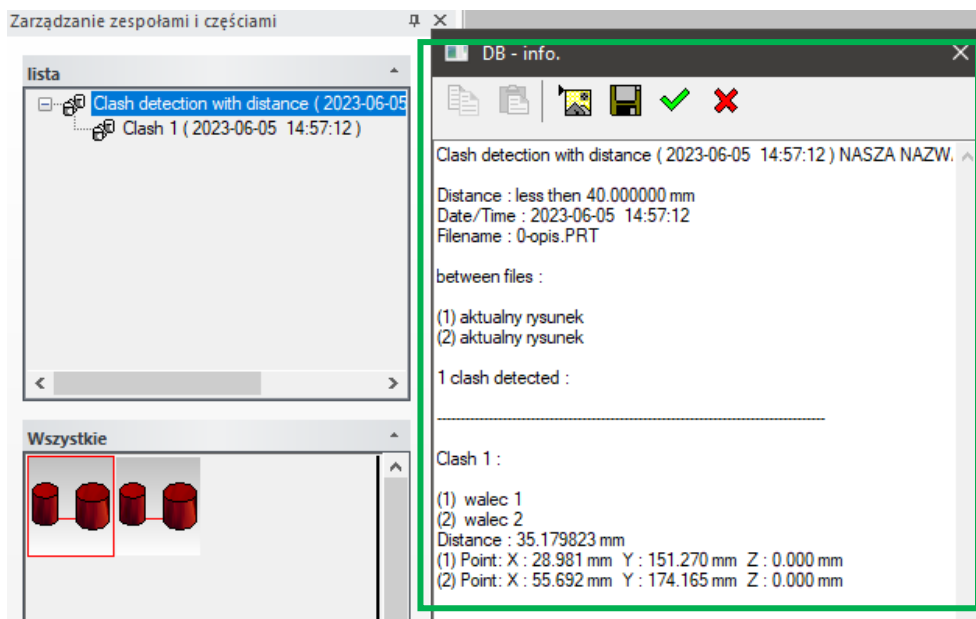 Zarządzanie zespołami i częściami
lista
Clash detection with distance ( 2023-06-05
Clash 1 ( 2023-06-05 14:57:12 )
Wszystkie
DB - info.
Clash detection with distance ( 2023-06-05 14:57:12 ) NASZA NAZW
Distance : less then 40.000000 mm
Date/Time : 2023-06-05 14:57:12
Filename : 0-opis.PRT
between files :
(1) aktualny rysunek
(2) aktualny rysunek
1 clash detected :
--------------------------------------------------------------------------------
Clash 1 :
(1) walec 1
(2) walec 2
Distance : 35.179823 mm
(1) Point: X : 28.981 mm Y : 151.270 mm Z : 0.000 mm
(2) Point: X : 55.692 mm Y : 174.165 mm Z : 0.000 mm